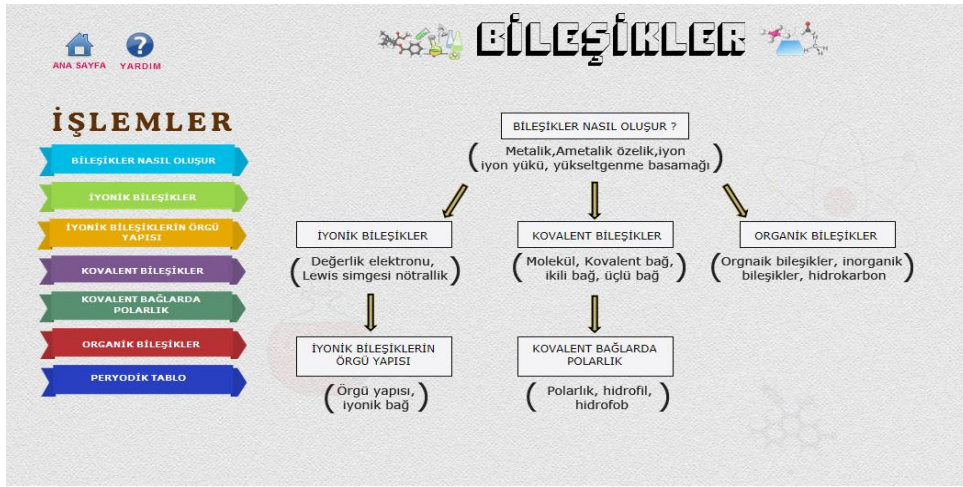 BİLEŞİKLER
ANA SAYFA
YARDIM
İŞLEMLER
BİLEŞİKLER NASIL OLUŞUR
İYONİK BİLEŞİKLER
İYONİK BİLEŞİKLERİN ÖRGÜ
YAPISI
KOVALENT BİLEŞİKLER
KOVALENT BAĞLARDA
POLARLIK
ORGANİK BİLEŞİKLER
PERYODİK TABLO
BİLEŞİKLER NASIL OLUŞUR ?
(Metalik,Ametalik özelik,iyon
iyon yükü, yükseltgenme basamağı)
İYONİK BİLEŞİKLER
(Değerlik elektronu,
Lewis simgesi nötrallik)
KOVALENT BİLEŞİKLER
(Molekül, Kovalent bağ,
ikili bağ, üçlü bağ)
ORGANİK BİLEŞİKLER
(Orgnaik bileşikler, inorganik
bileşikler, hidrokarbon)
İYONİK BİLEŞİKLERİN
ÖRGÜ YAPISI
(Örgü yapısı,
iyonik bağ)
KOVALENT BAĞLARDA
POLARLIK
(Polarlık, hidrofil,
hidrofob)